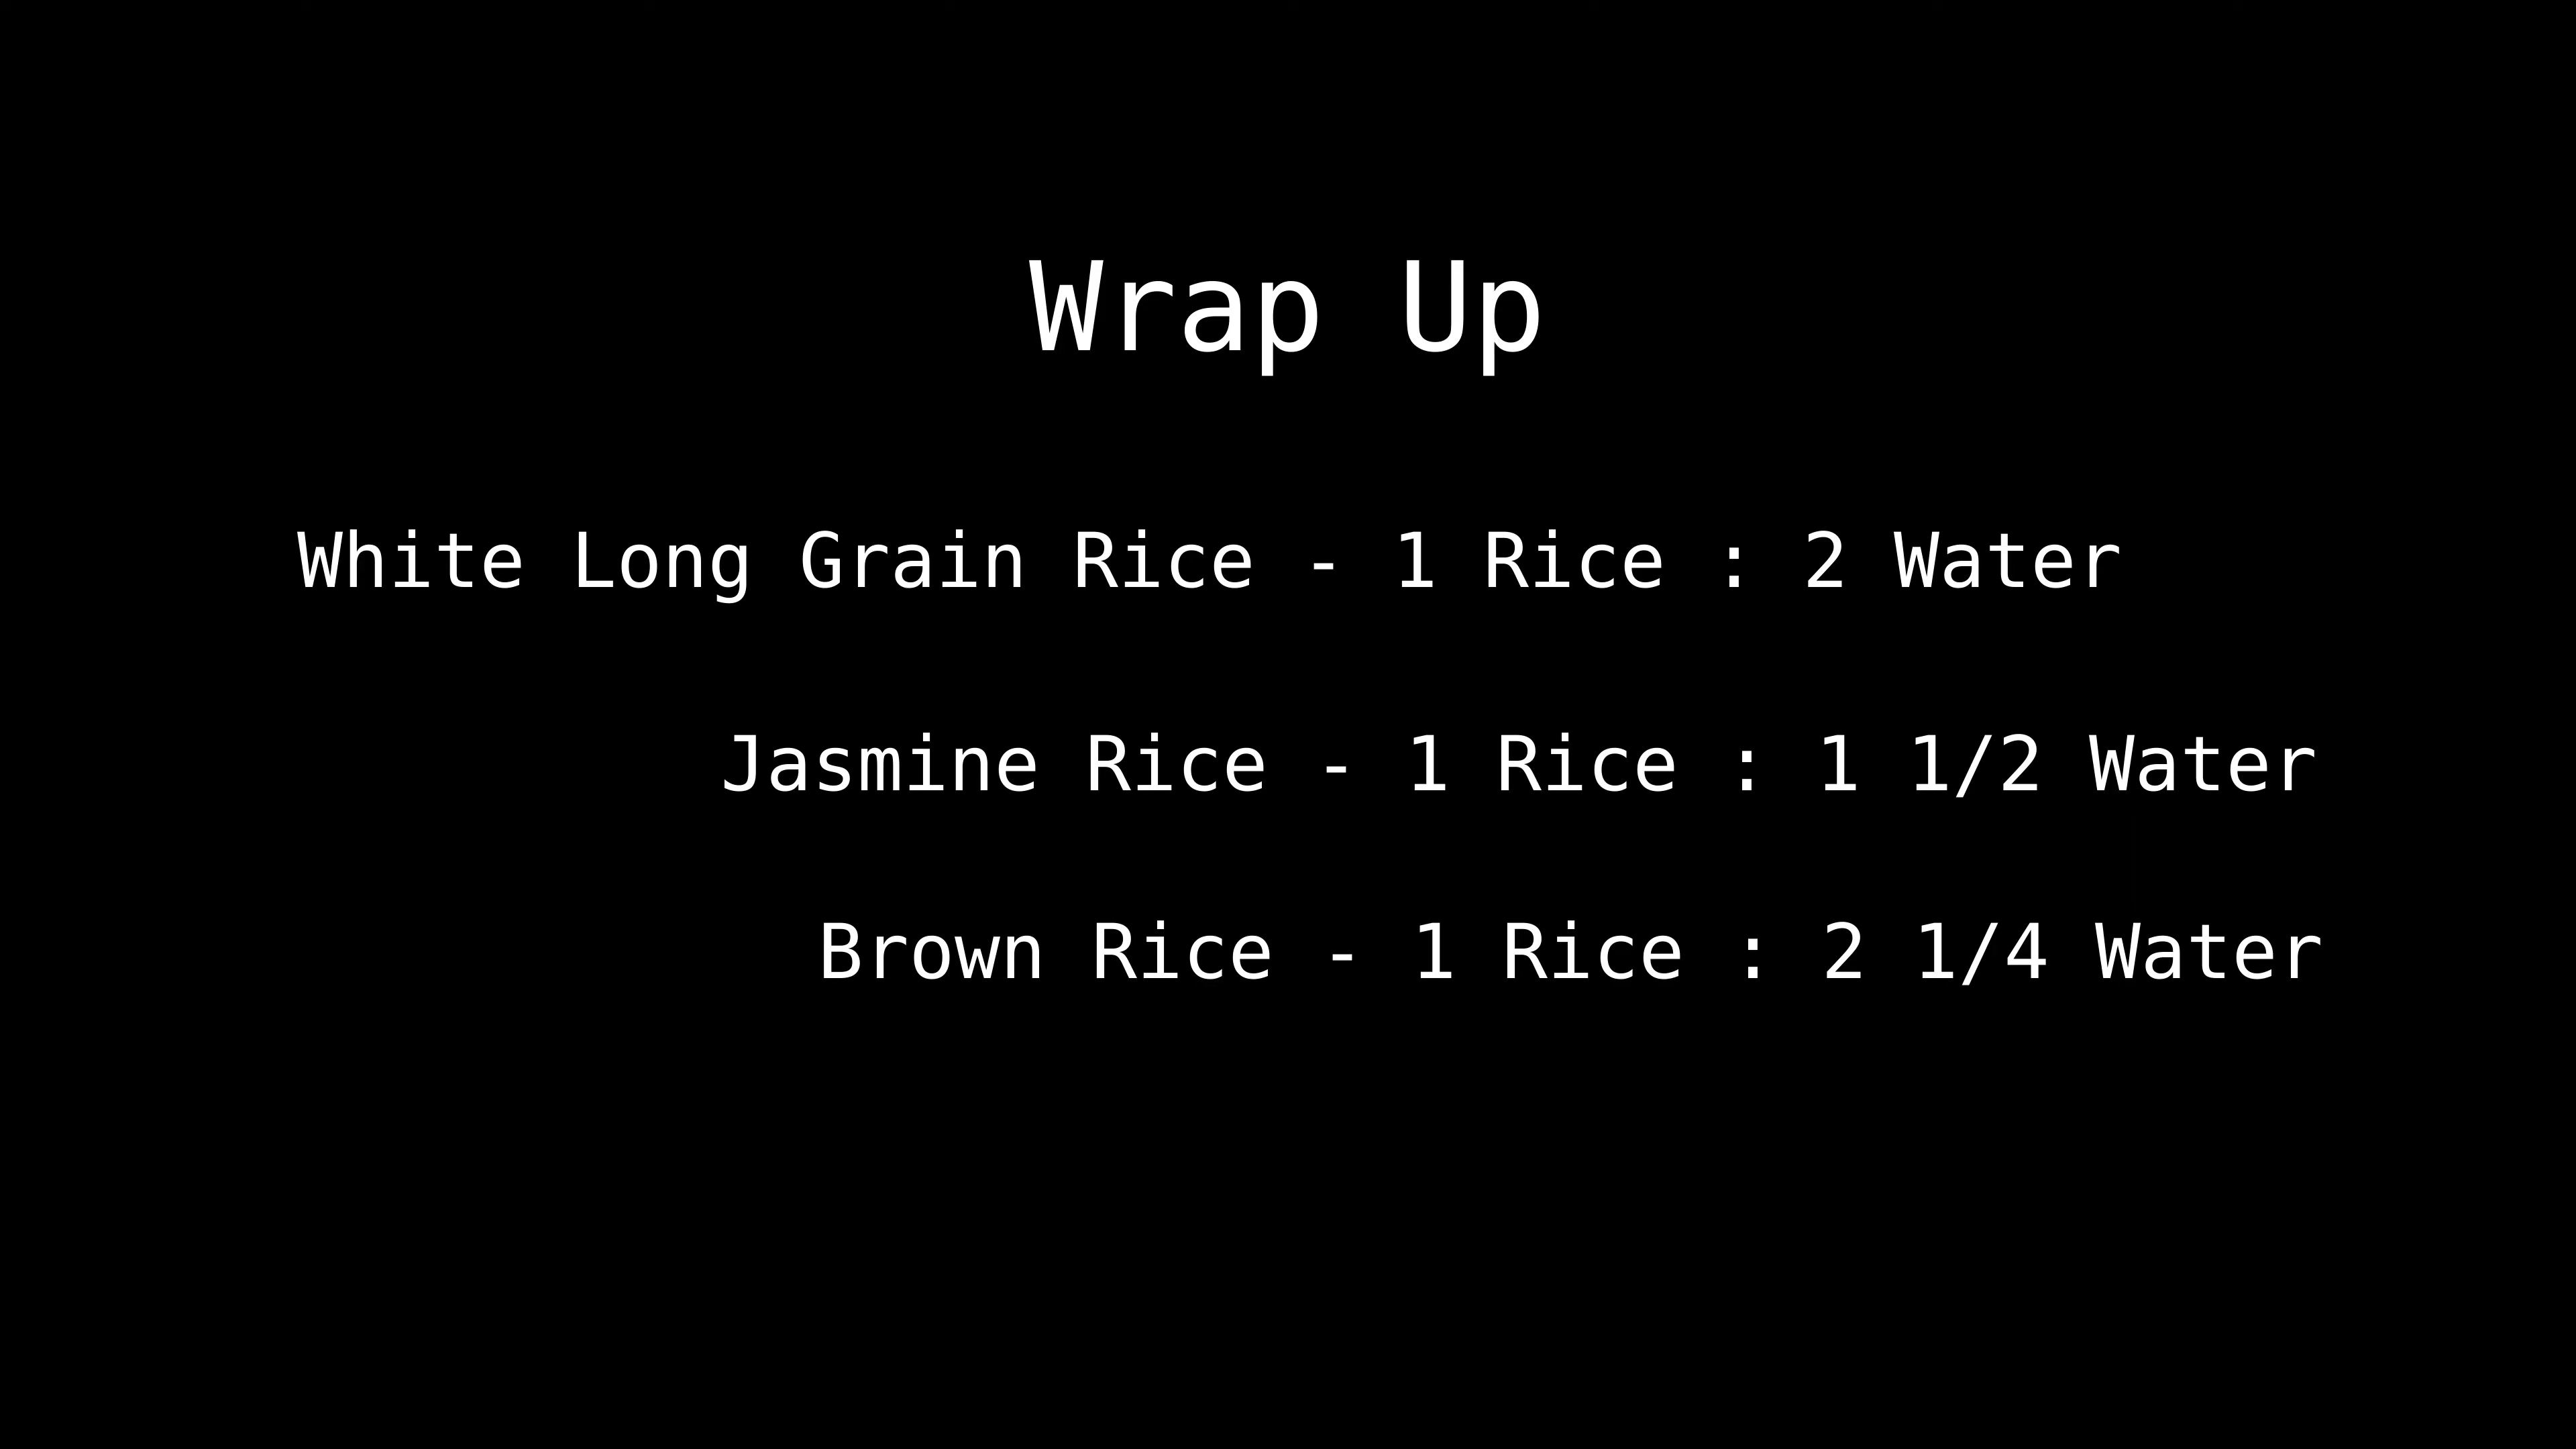 Wrap Up
White Long Grain Rice - 1 Rice : 2 Water
Jasmine Rice - 1 Rice : 1 1/2 Water
Brown Rice - 1 Rice : 2 1/4 Water